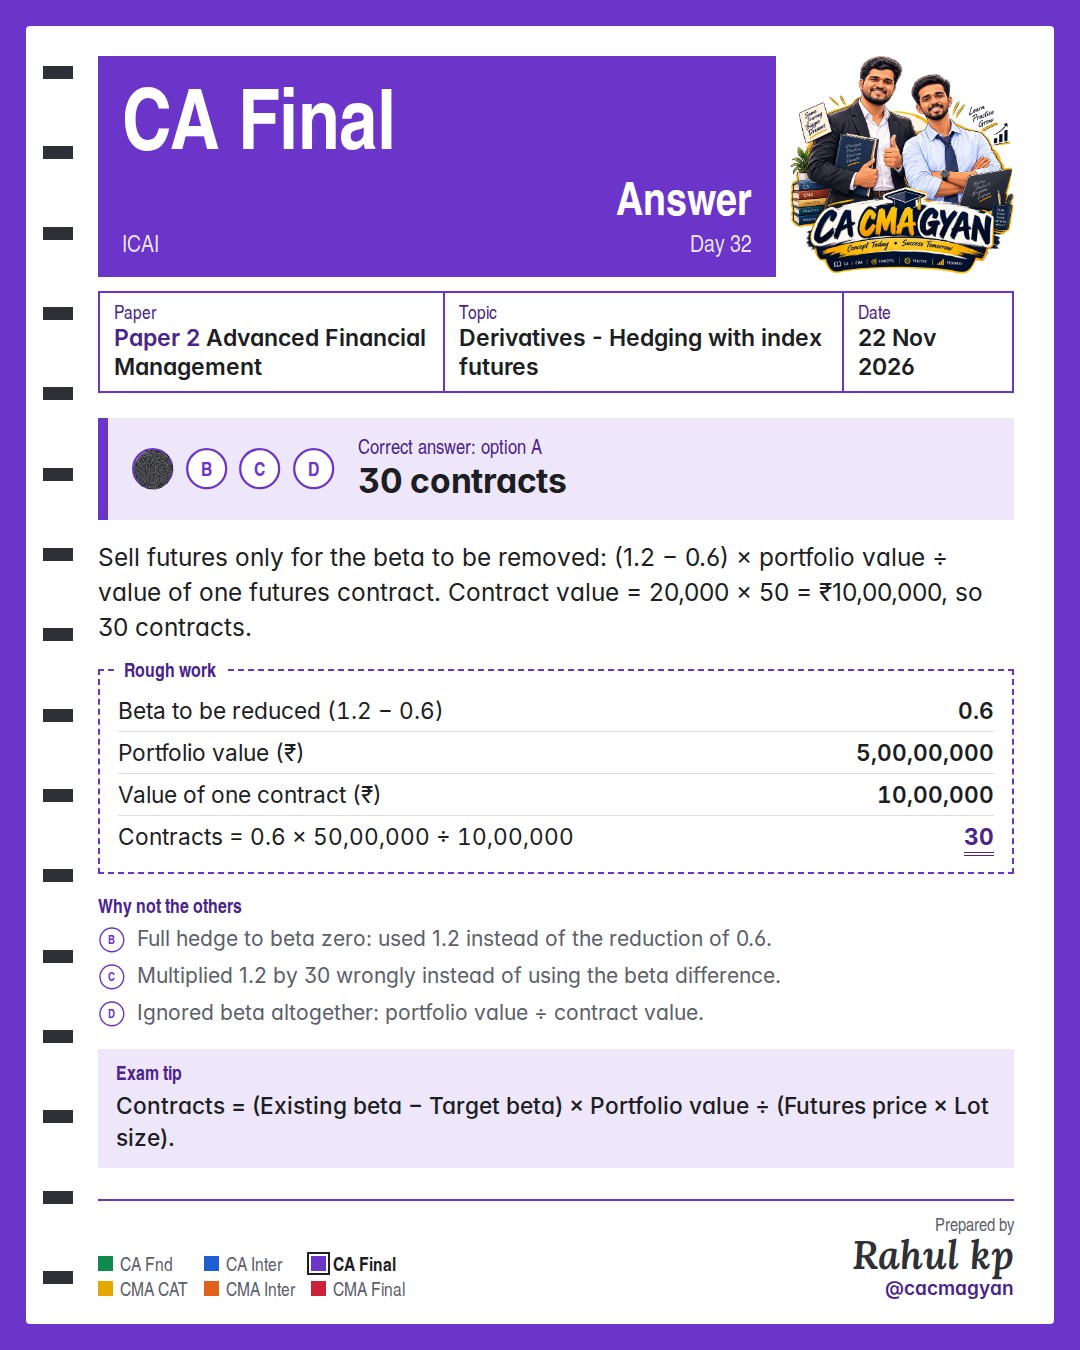 CA Final
Answer
ICAI
Day 32
Learn
Practice
Grow
CA
CMA
CA CMA GYAN
Concept Today • Success Tomorrow
Paper
Paper 2 Advanced Financial
Management
Topic
Derivatives - Hedging with index
futures
Date
22 Nov
2026
B C D
Correct answer: option A
30 contracts
Sell futures only for the beta to be removed: (1.2 − 0.6) × portfolio value ÷
value of one futures contract. Contract value = 20,000 × 50 = ₹10,00,000, so
30 contracts.
Rough work
Beta to be reduced (1.2 − 0.6) 0.6
Portfolio value (₹) 5,00,00,000
Value of one contract (₹) 10,00,000
Contracts = 0.6 × 50,00,000 ÷ 10,00,000 30
Why not the others
B Full hedge to beta zero: used 1.2 instead of the reduction of 0.6.
C Multiplied 1.2 by 30 wrongly instead of using the beta difference.
D Ignored beta altogether: portfolio value ÷ contract value.
Exam tip
Contracts = (Existing beta − Target beta) × Portfolio value ÷ (Futures price × Lot
size).
Prepared by
Rahul kp
@cacmagyan
CA Fnd CA Inter CA Final
CMA CAT CMA Inter CMA Final